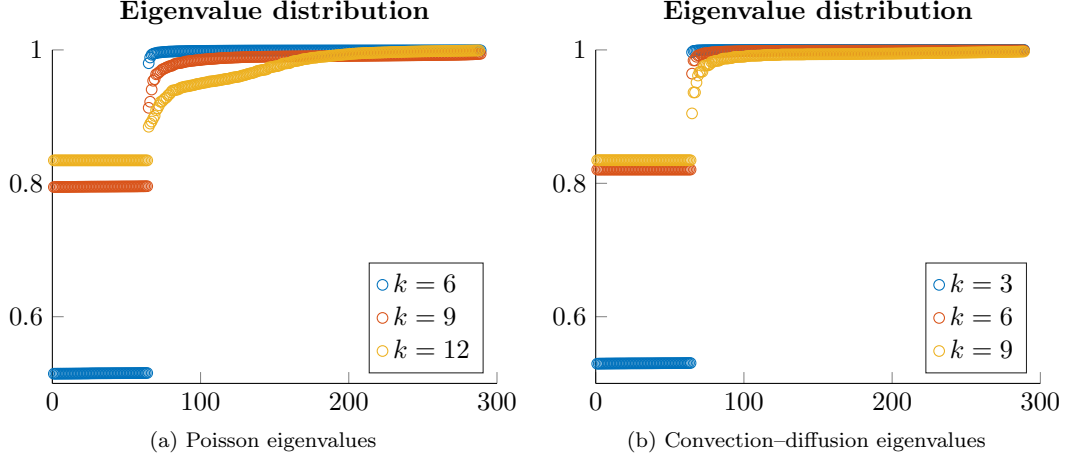 Eigenvalue distribution
1
0.8
0.6
0
100
200
300
k = 6
k = 9
k = 12
(a) Poisson eigenvalues
Eigenvalue distribution
1
0.8
0.6
0
100
200
300
k = 3
k = 6
k = 9
(b) Convection–diffusion eigenvalues